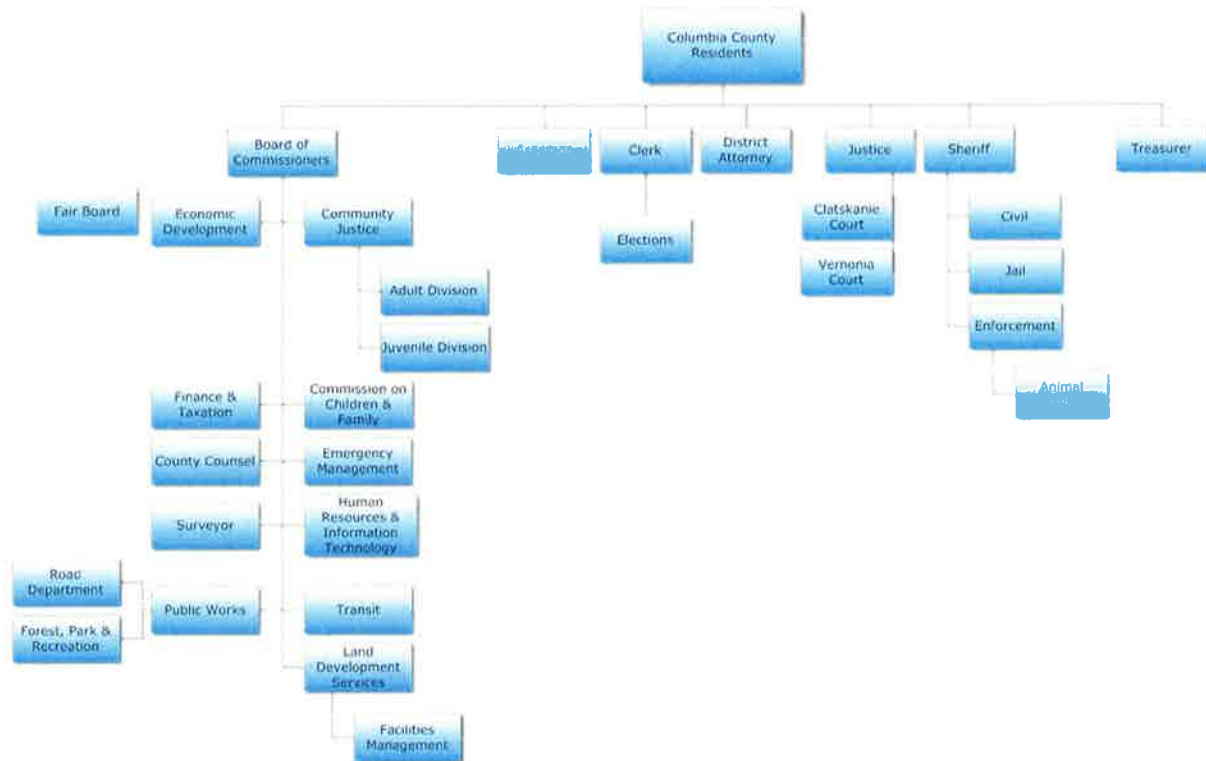 Columbia County
Residents
Board of
Commissioners
Clerk
District
Attorney
Justice
Sheriff
Treasurer
Fair Board
Economic
Development
Community
Justice
Elections
Clatskanie
Court
Vernonia
Court
Civil
Jail
Enforcement
Animal
Adult Division
Juvenile Division
Finance &
Taxation
Commission on
Children &
Family
County Counsel
Emergency
Management
Surveyor
Human
Resources &
Information
Technology
Road
Department
Forest, Park &
Recreation
Public Works
Transit
Land
Development
Services
Facilities
Management